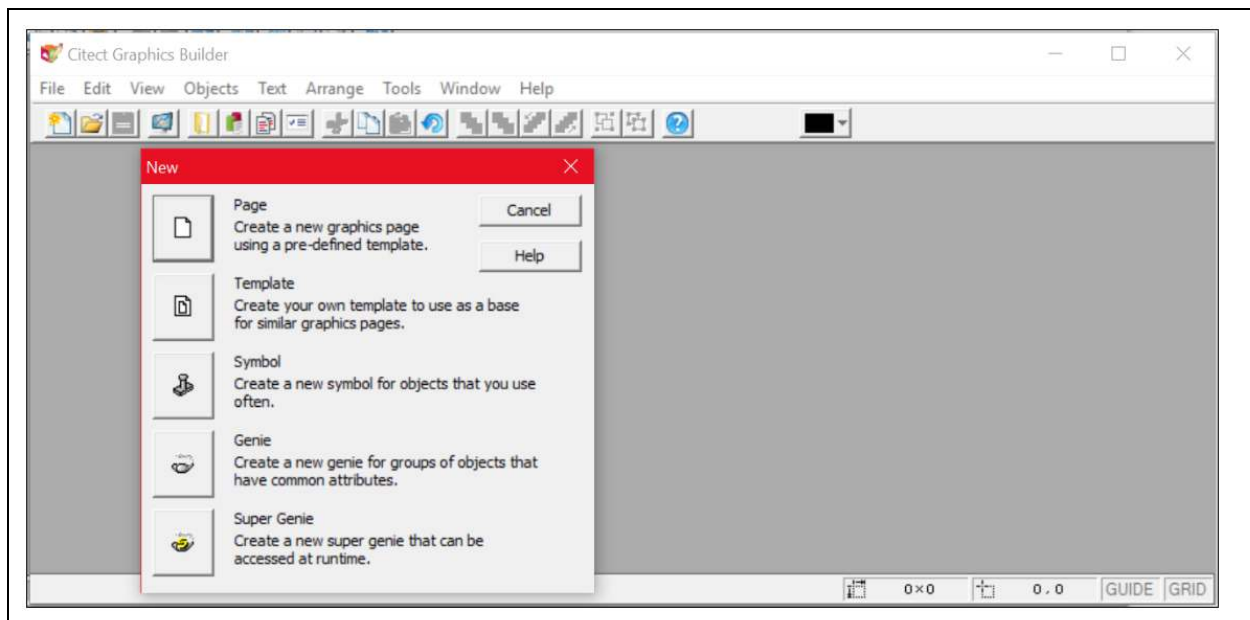 Citect Graphics Builder
File Edit View Objects Text Arrange Tools Window Help
New
Page
Create a new graphics page
using a pre-defined template.
Cancel
Help
Template
Create your own template to use as a base
for similar graphics pages.
Symbol
Create a new symbol for objects that you use
often.
Genie
Create a new genie for groups of objects that
have common attributes.
Super Genie
Create a new super genie that can be
accessed at runtime.
0×0 0,0 GUIDE GRID